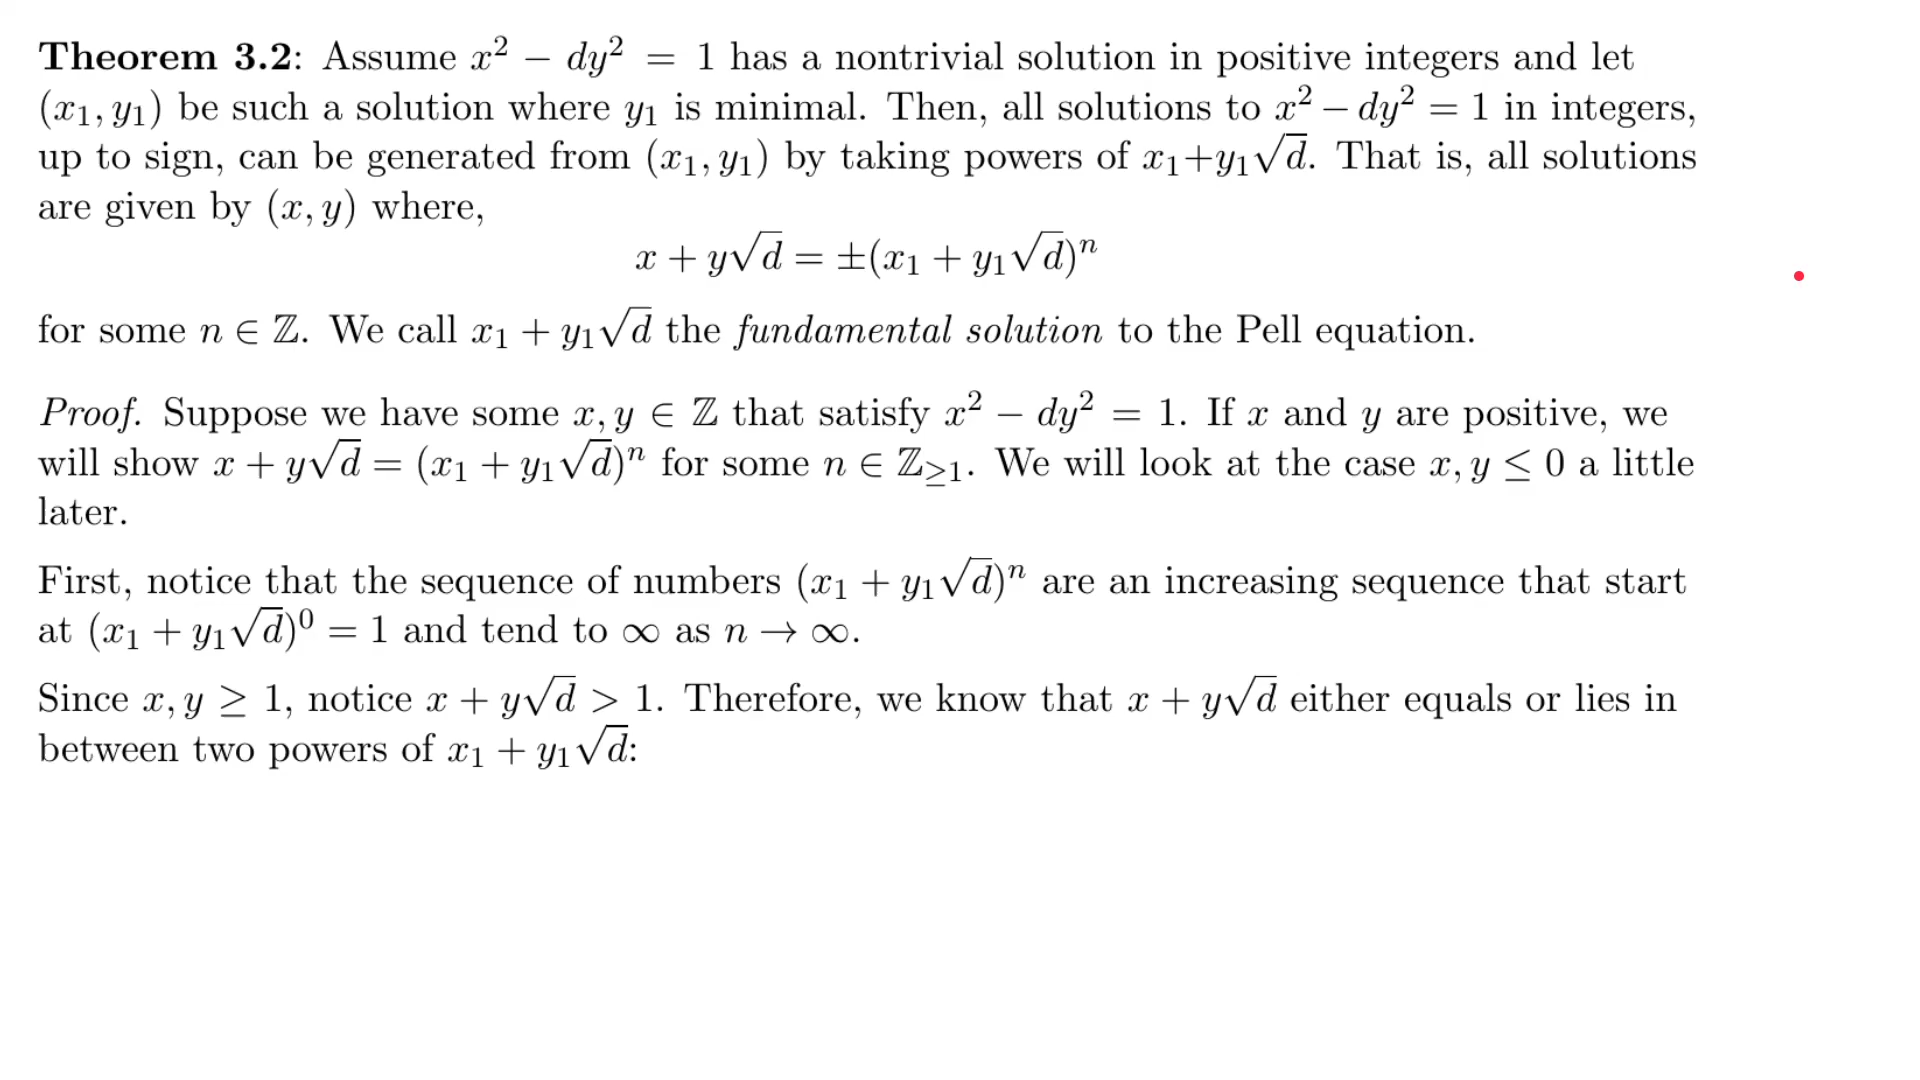 Theorem 3.2: Assume x² − dy² = 1 has a nontrivial solution in positive integers and let
(x₁, y₁) be such a solution where y₁ is minimal. Then, all solutions to x² − dy² = 1 in integers,
up to sign, can be generated from (x₁, y₁) by taking powers of x₁+y₁√d. That is, all solutions
are given by (x, y) where,
x + y√d = ±(x₁ + y₁√d)ⁿ
for some n ∈ ℤ. We call x₁ + y₁√d the fundamental solution to the Pell equation.
Proof. Suppose we have some x, y ∈ ℤ that satisfy x² − dy² = 1. If x and y are positive, we
will show x + y√d = (x₁ + y₁√d)ⁿ for some n ∈ ℤ≥₁. We will look at the case x, y ≤ 0 a little
later.
First, notice that the sequence of numbers (x₁ + y₁√d)ⁿ are an increasing sequence that start
at (x₁ + y₁√d)⁰ = 1 and tend to ∞ as n → ∞.
Since x, y ≥ 1, notice x + y√d > 1. Therefore, we know that x + y√d either equals or lies in
between two powers of x₁ + y₁√d: